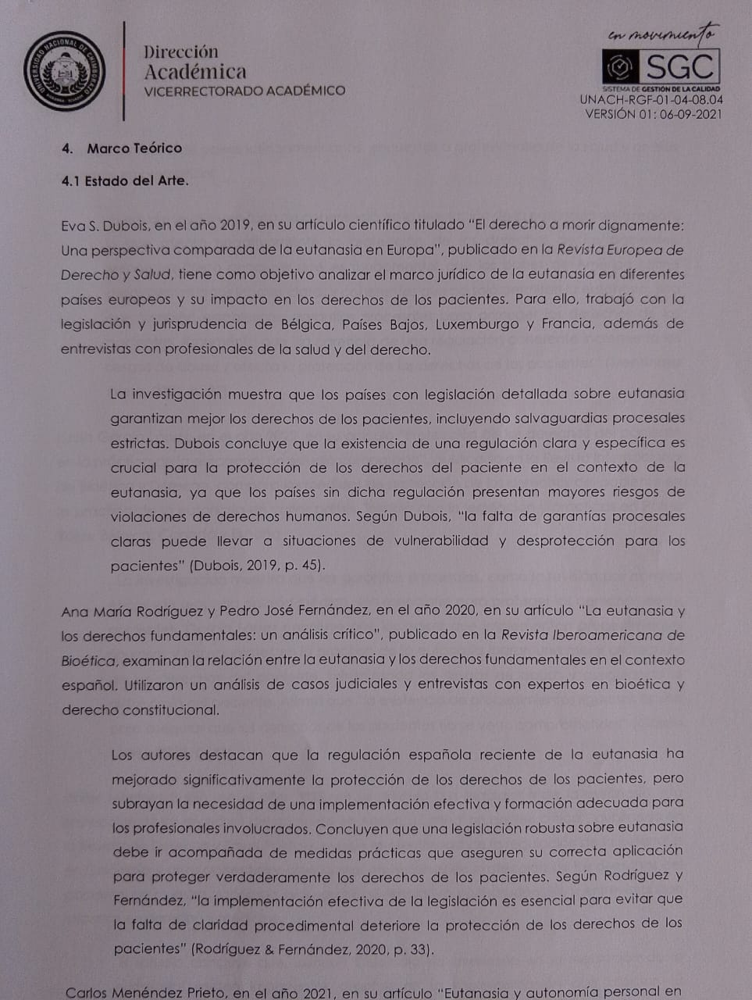 UNIVERSIDAD NACIONAL DE CHIMBORAZO
RIOBAMBA - ECUADOR
Dirección
Académica
VICERRECTORADO ACADÉMICO
en movimiento
SGC
SISTEMA DE GESTIÓN DE LA CALIDAD
UNACH-RGF-01-04-08.04
VERSIÓN 01: 06-09-2021
4. Marco Teórico
4.1 Estado del Arte.
Eva S. Dubois, en el año 2019, en su artículo científico titulado “El derecho a morir dignamente:
Una perspectiva comparada de la eutanasia en Europa”, publicado en la Revista Europea de
Derecho y Salud, tiene como objetivo analizar el marco jurídico de la eutanasia en diferentes
países europeos y su impacto en los derechos de los pacientes. Para ello, trabajó con la
legislación y jurisprudencia de Bélgica, Países Bajos, Luxemburgo y Francia, además de
entrevistas con profesionales de la salud y del derecho.
La investigación muestra que los países con legislación detallada sobre eutanasia
garantizan mejor los derechos de los pacientes, incluyendo salvaguardias procesales
estrictas. Dubois concluye que la existencia de una regulación clara y específica es
crucial para la protección de los derechos del paciente en el contexto de la
eutanasia, ya que los países sin dicha regulación presentan mayores riesgos de
violaciones de derechos humanos. Según Dubois, “la falta de garantías procesales
claras puede llevar a situaciones de vulnerabilidad y desprotección para los
pacientes” (Dubois, 2019, p. 45).
Ana María Rodríguez y Pedro José Fernández, en el año 2020, en su artículo “La eutanasia y
los derechos fundamentales: un análisis crítico”, publicado en la Revista Iberoamericana de
Bioética, examinan la relación entre la eutanasia y los derechos fundamentales en el contexto
español. Utilizaron un análisis de casos judiciales y entrevistas con expertos en bioética y
derecho constitucional.
Los autores destacan que la regulación española reciente de la eutanasia ha
mejorado significativamente la protección de los derechos de los pacientes, pero
subrayan la necesidad de una implementación efectiva y formación adecuada para
los profesionales involucrados. Concluyen que una legislación robusta sobre eutanasia
debe ir acompañada de medidas prácticas que aseguren su correcta aplicación
para proteger verdaderamente los derechos de los pacientes. Según Rodríguez y
Fernández, “la implementación efectiva de la legislación es esencial para evitar que
la falta de claridad procedimental deteriore la protección de los derechos de los
pacientes” (Rodríguez & Fernández, 2020, p. 33).
Carlos Menéndez Prieto, en el año 2021, en su artículo “Eutanasia y autonomía personal en